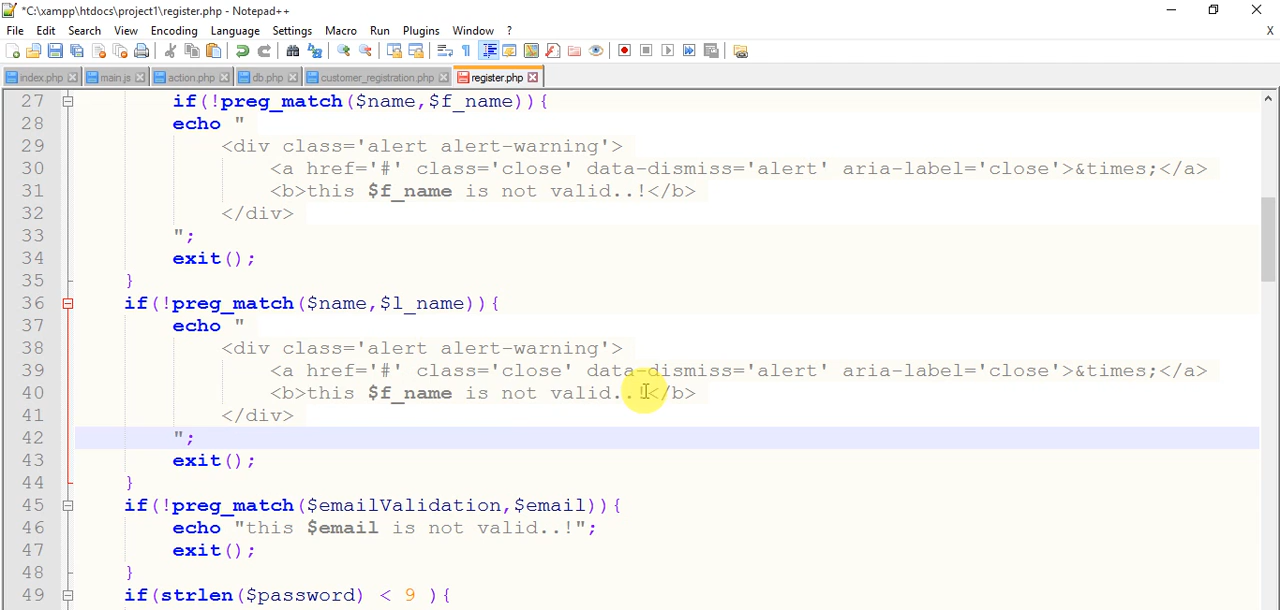 *C:\xampp\htdocs\project1\register.php - Notepad++
File Edit Search View Encoding Language Settings Macro Run Plugins Window ? X
index.php main.js action.php db.php customer_registration.php register.php
27 if(!preg_match($name,$f_name)){
28 echo "
29 <div class='alert alert-warning'>
30 <a href='#' class='close' data-dismiss='alert' aria-label='close'>&times;</a>
31 <b>this $f_name is not valid..!</b>
32 </div>
33 ";
34 exit();
35 }
36 if(!preg_match($name,$l_name)){
37 echo "
38 <div class='alert alert-warning'>
39 <a href='#' class='close' data-dismiss='alert' aria-label='close'>&times;</a>
40 <b>this $f_name is not valid..!</b>
41 </div>
42 ";
43 exit();
44 }
45 if(!preg_match($emailValidation,$email)){
46 echo "this $email is not valid..!";
47 exit();
48 }
49 if(strlen($password) < 9 ){